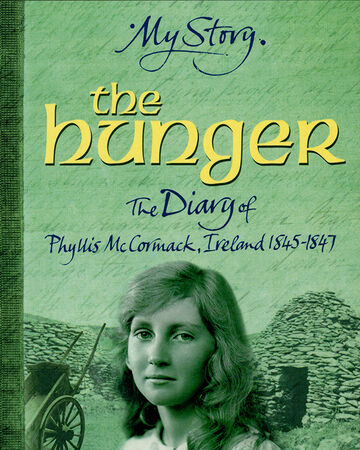 My Story.
the
hunger
The Diary of
Phyllis McCormack, Ireland 1845-1847